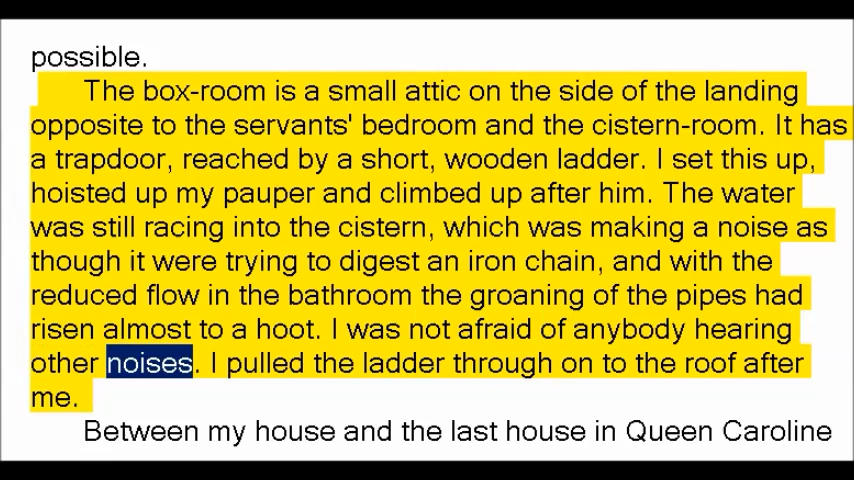 possible.
The box-room is a small attic on the side of the landing
opposite to the servants' bedroom and the cistern-room. It has
a trapdoor, reached by a short, wooden ladder. I set this up,
hoisted up my pauper and climbed up after him. The water
was still racing into the cistern, which was making a noise as
though it were trying to digest an iron chain, and with the
reduced flow in the bathroom the groaning of the pipes had
risen almost to a hoot. I was not afraid of anybody hearing
other noises. I pulled the ladder through on to the roof after
me.
Between my house and the last house in Queen Caroline